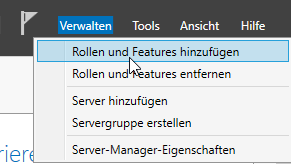 Verwalten Tools Ansicht Hilfe
Rollen und Features hinzufügen
Rollen und Features entfernen
Server hinzufügen
Servergruppe erstellen
Server-Manager-Eigenschaften